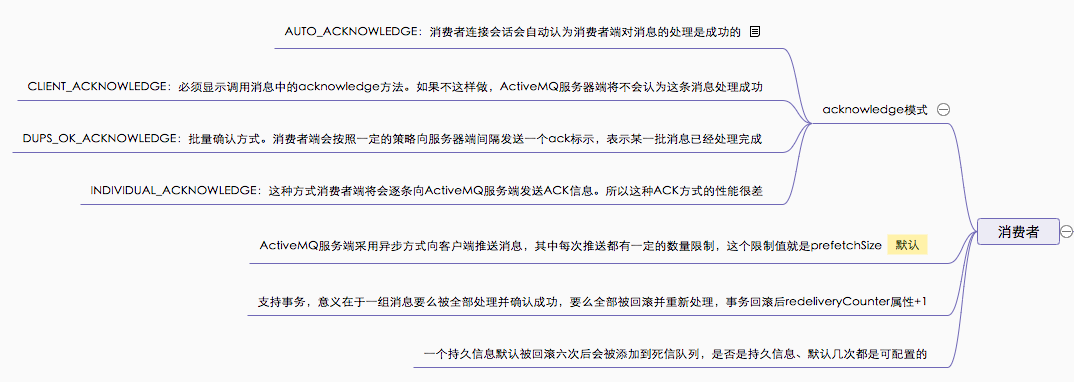 AUTO_ACKNOWLEDGE：消费者连接会话会自动认为消费者端对消息的处理是成功的
CLIENT_ACKNOWLEDGE：必须显示调用消息中的acknowledge方法。如果不这样做，ActiveMQ服务器端将不会认为这条消息处理成功
acknowledge模式
DUPS_OK_ACKNOWLEDGE：批量确认方式。消费者端会按照一定的策略向服务器端间隔发送一个ack标示，表示某一批消息已经处理完成
INDIVIDUAL_ACKNOWLEDGE：这种方式消费者端将会逐条向ActiveMQ服务端发送ACK信息。所以这种ACK方式的性能很差
消费者
ActiveMQ服务端采用异步方式向客户端推送消息，其中每次推送都有一定的数量限制，这个限制值就是prefetchSize 默认
支持事务，意义在于一组消息要么被全部处理并确认成功，要么全部被回滚并重新处理，事务回滚后redeliveryCounter属性+1
一个持久信息默认被回滚六次后会被添加到死信队列，是否是持久信息、默认几次都是可配置的